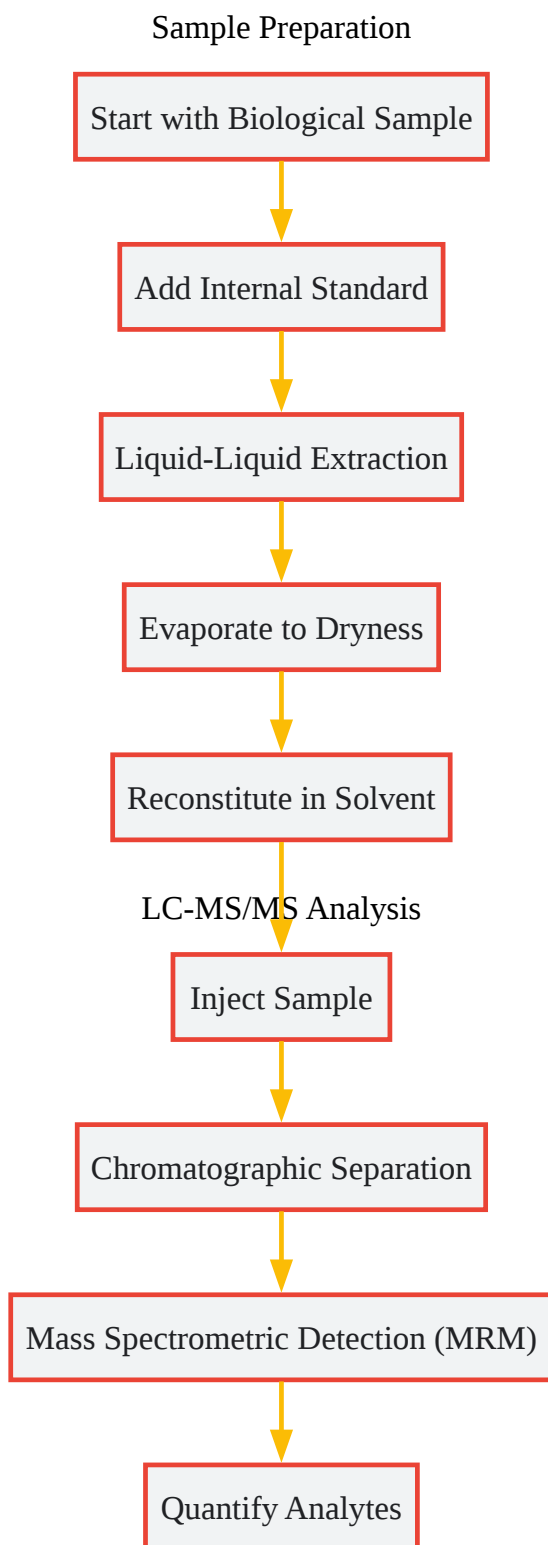 Sample Preparation
Start with Biological Sample
Add Internal Standard
Liquid-Liquid Extraction
Evaporate to Dryness
Reconstitute in Solvent
LC-MS/MS Analysis
Inject Sample
Chromatographic Separation
Mass Spectrometric Detection (MRM)
Quantify Analytes